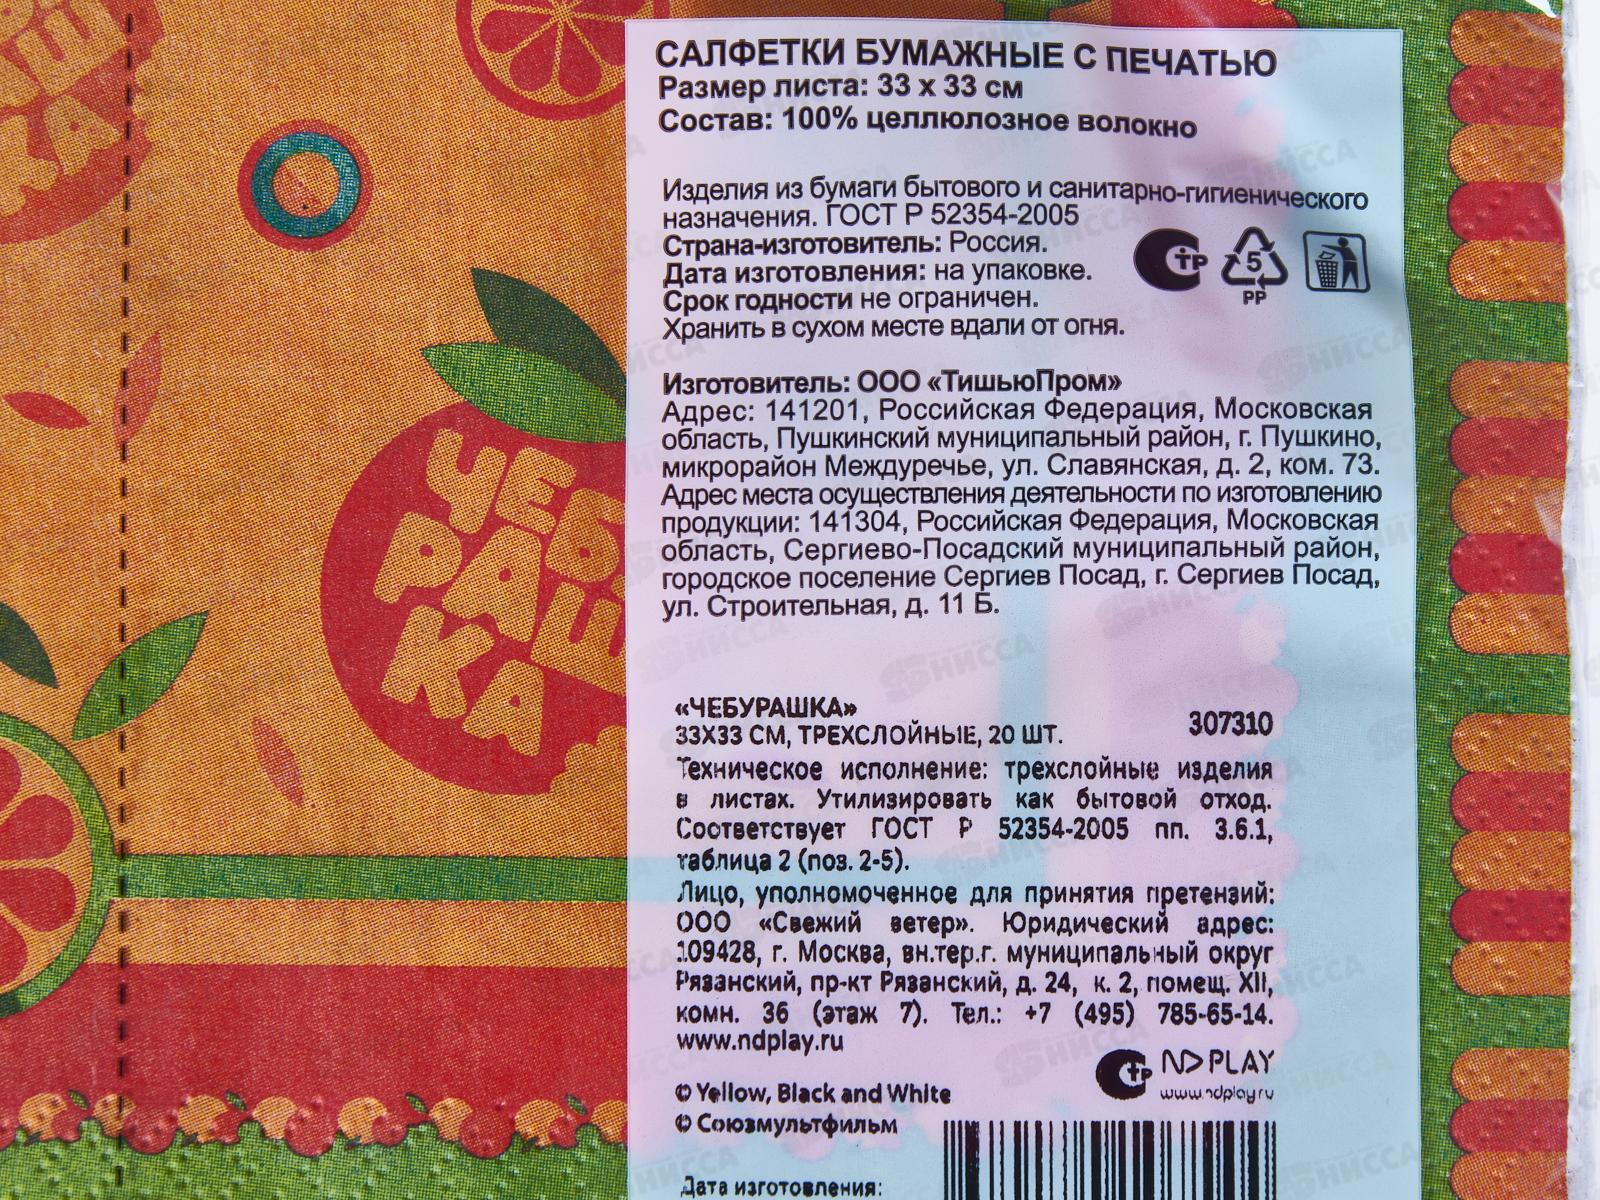 САЛФЕТКИ БУМАЖНЫЕ С ПЕЧАТЬЮ
Размер листа: 33 x 33 см
Состав: 100% целлюлозное волокно
Изделия из бумаги бытового и санитарно-гигиенического
назначения. ГОСТ Р 52354-2005
Страна-изготовитель: Россия.
Дата изготовления: на упаковке.
Срок годности не ограничен.
Хранить в сухом месте вдали от огня.
5
PP
Изготовитель: ООО «ТишьюПром»
Адрес: 141201, Российская Федерация, Московская
область, Пушкинский муниципальный район, г. Пушкино,
микрорайон Междуречье, ул. Славянская, д. 2, ком. 73.
Адрес места осуществления деятельности по изготовлению
продукции: 141304, Российская Федерация, Московская
область, Сергиево-Посадский муниципальный район,
городское поселение Сергиев Посад, г. Сергиев Посад,
ул. Строительная, д. 11 Б.
«ЧЕБУРАШКА»
33X33 СМ, ТРЕХСЛОЙНЫЕ, 20 ШТ.
307310
Техническое исполнение: трехслойные изделия
в листах. Утилизировать как бытовой отход.
Соответствует ГОСТ Р 52354-2005 пп. 3.6.1,
таблица 2 (поз. 2-5).
Лицо, уполномоченное для принятия претензий:
ООО «Свежий ветер». Юридический адрес:
109428, г. Москва, вн.тер.г. муниципальный округ
Рязанский, пр-кт Рязанский, д. 24, к. 2, помещ. XII,
комн. 36 (этаж 7). Тел.: +7 (495) 785-65-14.
www.ndplay.ru
ND PLAY
www.ndplay.ru
© Yellow, Black and White
© Союзмультфильм
Дата изготовления:
ЧЕБ
РАШ
КА